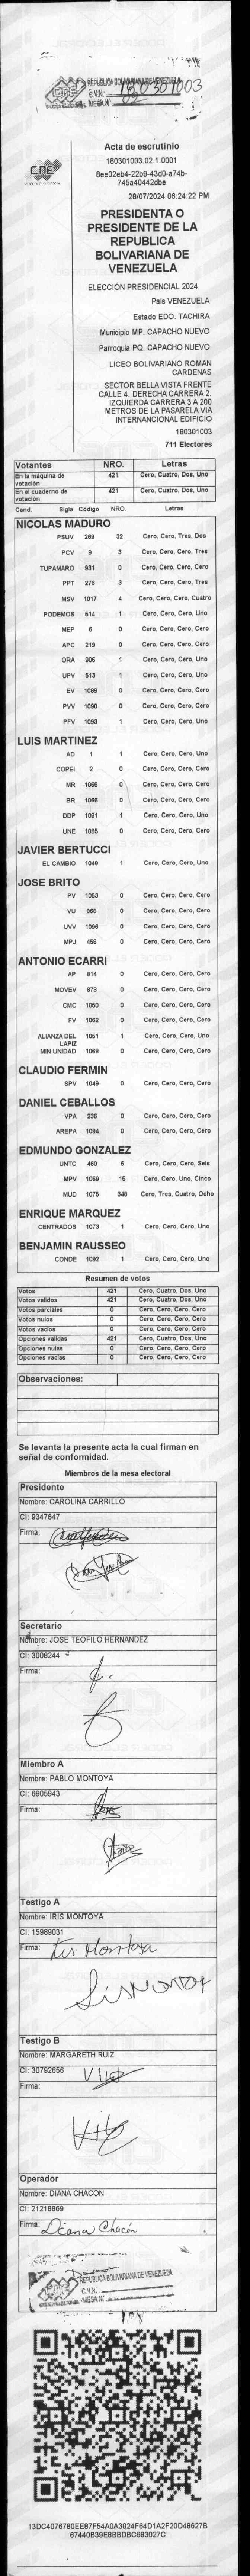 REPUBLICA BOLIVARIANA DE VENEZUELA
180301003
02
CNE
Acta de escrutinio
180301003.02.1.0001
8ee02eb4-22b9-43d0-a74b-
745a40442dbe
28/07/2024 06:24:22 PM
PRESIDENTA O
PRESIDENTE DE LA
REPUBLICA
BOLIVARIANA DE
VENEZUELA
ELECCIÓN PRESIDENCIAL 2024
Pais VENEZUELA
Estado EDO. TACHIRA
Municipio MP. CAPACHO NUEVO
Parroquia PQ. CAPACHO NUEVO
LICEO BOLIVARIANO ROMAN
CARDENAS
SECTOR BELLA VISTA FRENTE
CALLE 4. DERECHA CARRERA 2.
IZQUIERDA CARRERA 3 A 200
METROS DE LA PASARELA VIA
INTERNANCIONAL EDIFICIO
180301003
711 Electores
Votantes NRO. Letras
En la máquina de votación 421 Cero, Cuatro, Dos, Uno
En el cuaderno de votación 421 Cero, Cuatro, Dos, Uno
Cand. Sigla Código NRO. Letras
NICOLAS MADURO
PSUV 269 32 Cero, Cero, Tres, Dos
PCV 9 3 Cero, Cero, Cero, Tres
TUPAMARO 931 0 Cero, Cero, Cero, Cero
PPT 276 3 Cero, Cero, Cero, Tres
MSV 1017 4 Cero, Cero, Cero, Cuatro
PODEMOS 514 1 Cero, Cero, Cero, Uno
MEP 6 0 Cero, Cero, Cero, Cero
APC 219 0 Cero, Cero, Cero, Cero
ORA 906 1 Cero, Cero, Cero, Uno
UPV 513 1 Cero, Cero, Cero, Uno
EV 1089 0 Cero, Cero, Cero, Cero
PVV 1090 0 Cero, Cero, Cero, Cero
PFV 1093 1 Cero, Cero, Cero, Uno
LUIS MARTINEZ
AD 1 1 Cero, Cero, Cero, Uno
COPEI 2 0 Cero, Cero, Cero, Cero
MR 1065 0 Cero, Cero, Cero, Cero
BR 1066 0 Cero, Cero, Cero, Cero
DDP 1091 1 Cero, Cero, Cero, Uno
UNE 1095 0 Cero, Cero, Cero, Cero
JAVIER BERTUCCI
EL CAMBIO 1048 1 Cero, Cero, Cero, Uno
JOSE BRITO
PV 1053 0 Cero, Cero, Cero, Cero
VU 868 0 Cero, Cero, Cero, Cero
UVV 1096 0 Cero, Cero, Cero, Cero
MPJ 458 0 Cero, Cero, Cero, Cero
ANTONIO ECARRI
AP 814 0 Cero, Cero, Cero, Cero
MOVEV 878 0 Cero, Cero, Cero, Cero
CMC 1050 0 Cero, Cero, Cero, Cero
FV 1062 0 Cero, Cero, Cero, Cero
ALIANZA DEL LAPIZ 1051 1 Cero, Cero, Cero, Uno
MIN UNIDAD 1068 0 Cero, Cero, Cero, Cero
CLAUDIO FERMIN
SPV 1049 0 Cero, Cero, Cero, Cero
DANIEL CEBALLOS
VPA 236 0 Cero, Cero, Cero, Cero
AREPA 1094 0 Cero, Cero, Cero, Cero
EDMUNDO GONZALEZ
UNTC 460 6 Cero, Cero, Cero, Seis
MPV 1069 15 Cero, Cero, Uno, Cinco
MUD 1075 348 Cero, Tres, Cuatro, Ocho
ENRIQUE MARQUEZ
CENTRADOS 1073 1 Cero, Cero, Cero, Uno
BENJAMIN RAUSSEO
CONDE 1092 1 Cero, Cero, Cero, Uno
Resumen de votos
Votos 421 Cero, Cuatro, Dos, Uno
Votos validos 421 Cero, Cuatro, Dos, Uno
Votos parciales 0 Cero, Cero, Cero, Cero
Votos nulos 0 Cero, Cero, Cero, Cero
Votos vacios 0 Cero, Cero, Cero, Cero
Opciones validas 421 Cero, Cuatro, Dos, Uno
Opciones nulas 0 Cero, Cero, Cero, Cero
Opciones vacias 0 Cero, Cero, Cero, Cero
Observaciones:
Se levanta la presente acta la cual firman en
señal de conformidad.
Miembros de la mesa electoral
Presidente
Nombre: CAROLINA CARRILLO
CI: 9347647
Firma:
Secretario
Nombre: JOSE TEOFILO HERNANDEZ
CI: 3008244
Firma:
Miembro A
Nombre: PABLO MONTOYA
CI: 6905943
Firma:
Testigo A
Nombre: IRIS MONTOYA
CI: 15989031
Firma: Iris Montoya
Testigo B
Nombre: MARGARETH RUIZ
CI: 30792656
Firma:
Operador
Nombre: DIANA CHACON
CI: 21218869
Firma: Diana Chacón
REPUBLICA BOLIVARIANA DE VENEZUELA
13DC4076780EE87F54A0A3024F64D1A2F20D48627B
67440B39E8BBDBC683027C